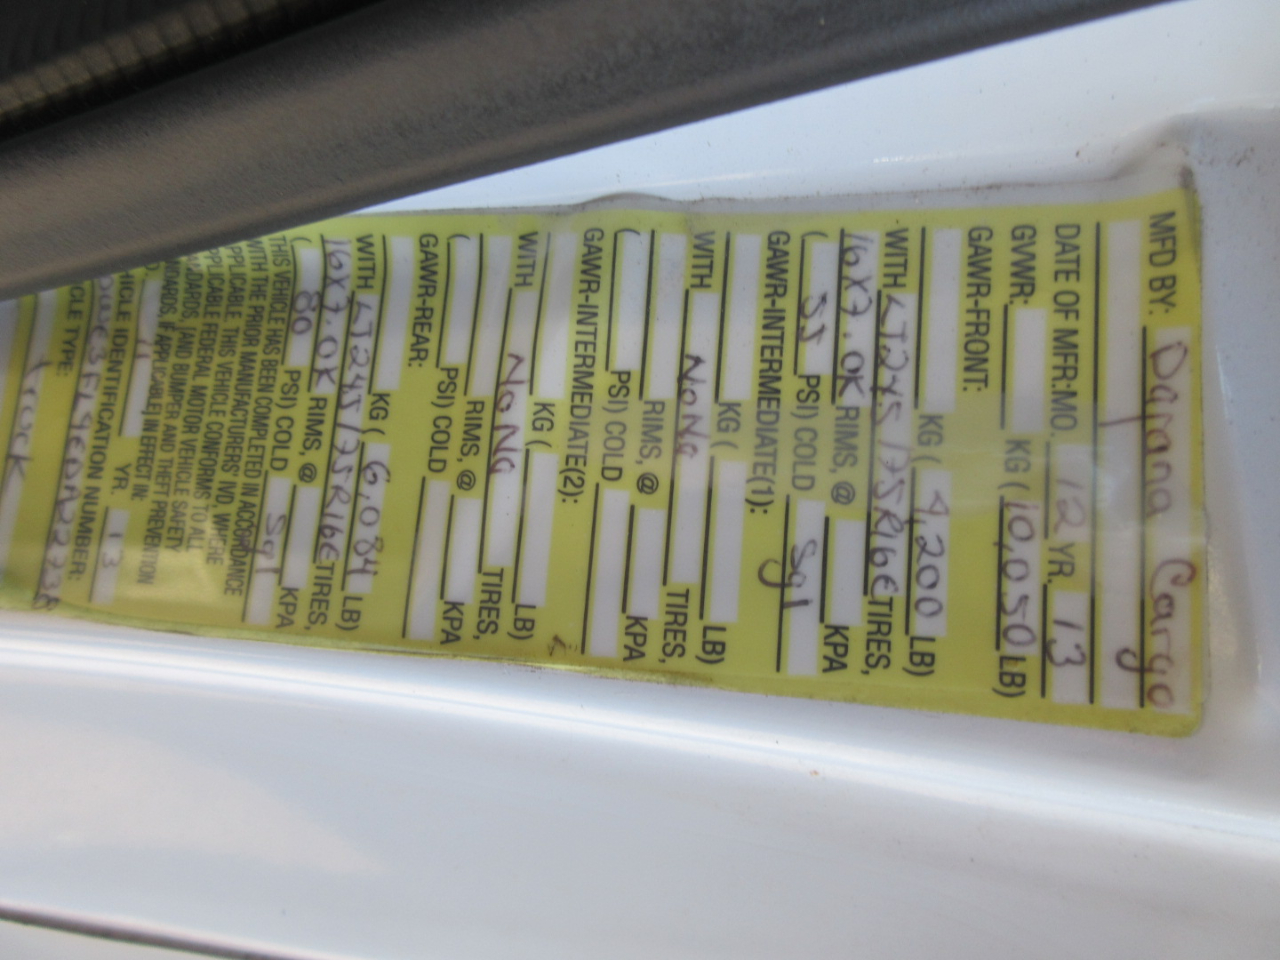 MFD BY: Dajana Cargo
DATE OF MFR:MO. 12 YR. 13
GVWR: KG ( 10,050 LB)
GAWR-FRONT:
KG ( 4,200 LB)
WITH LT245/75R16E TIRES,
16X7.0K RIMS, @
( 55 PSI) COLD Sgl KPA
GAWR-INTERMEDIATE(1):
KG ( LB)
WITH NoNe TIRES,
RIMS, @
( PSI) COLD KPA
GAWR-INTERMEDIATE(2):
KG ( LB)
WITH NoNe TIRES,
RIMS, @
( PSI) COLD KPA
GAWR-REAR:
KG ( 6,084 LB)
WITH LT245/75R16E TIRES,
16X7.0K RIMS, @
( 80 PSI) COLD Sgl KPA
THIS VEHICLE HAS BEEN COMPLETED IN ACCORDANCE
WITH THE PRIOR MANUFACTURERS' IVD, WHERE
APPLICABLE. THIS VEHICLE CONFORMS TO ALL
APPLICABLE FEDERAL MOTOR VEHICLE SAFETY
STANDARDS, (AND BUMPER AND THEFT PREVENTION
STANDARDS, IF APPLICABLE) IN EFFECT IN:
11 YR. 13
VEHICLE IDENTIFICATION NUMBER:
VEHICLE TYPE:
truck